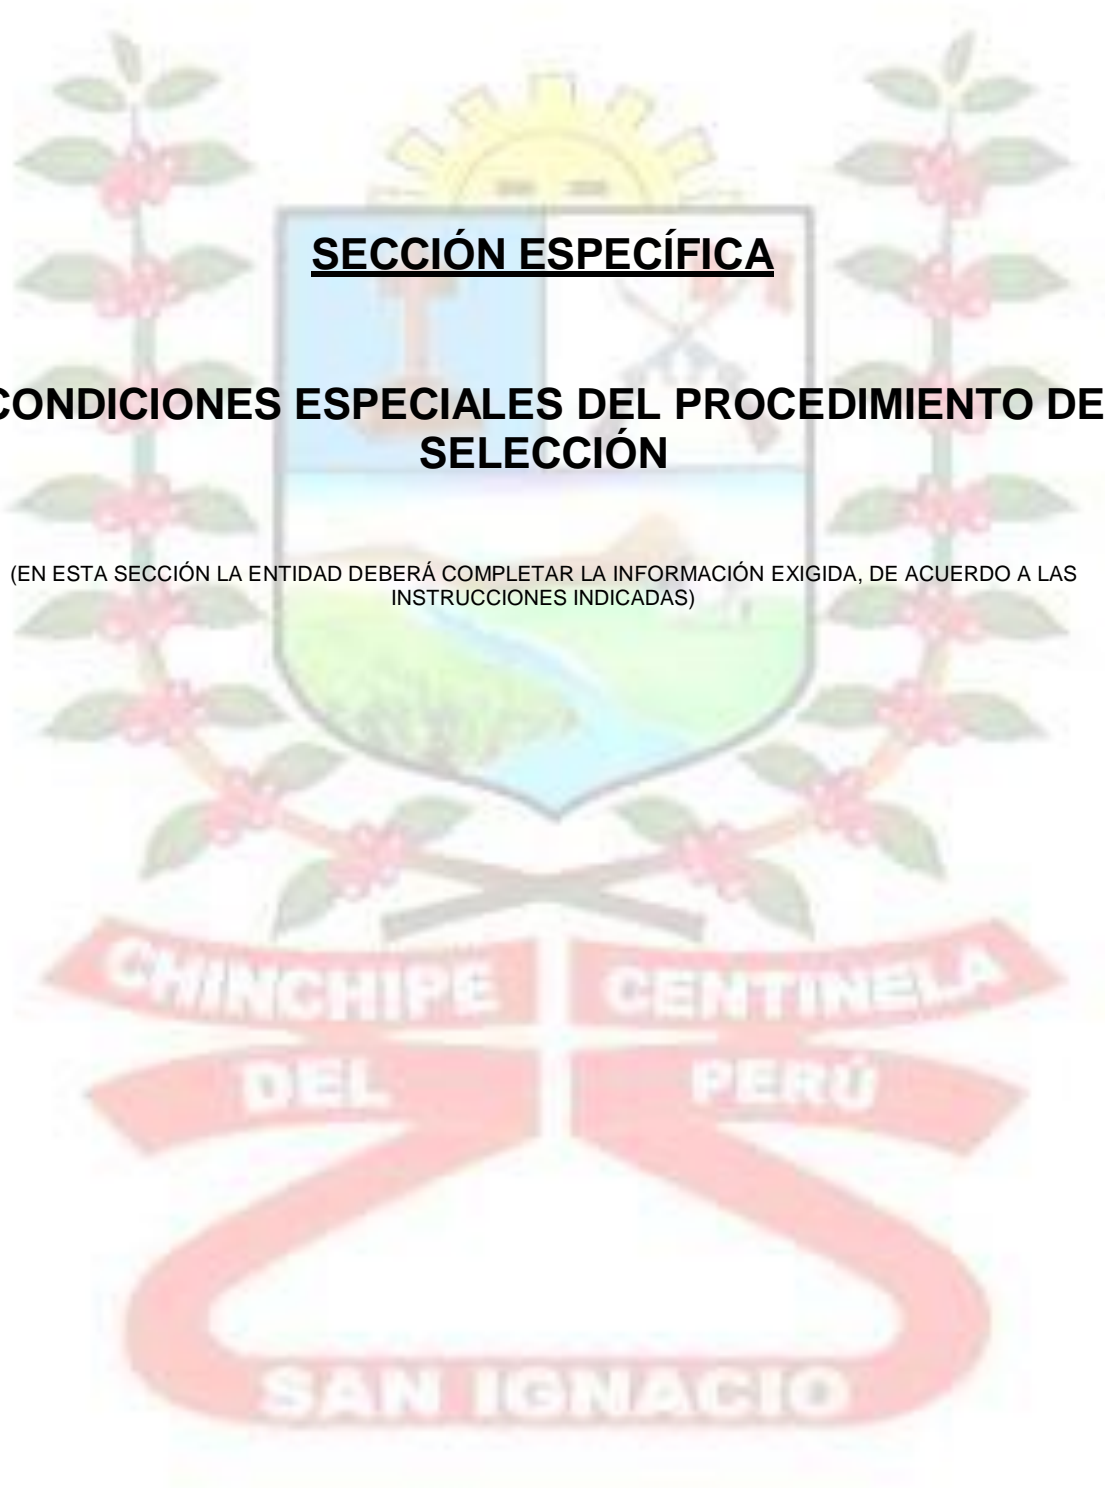 SECCIÓN ESPECÍFICA
CONDICIONES ESPECIALES DEL PROCEDIMIENTO DE
SELECCIÓN
(EN ESTA SECCIÓN LA ENTIDAD DEBERÁ COMPLETAR LA INFORMACIÓN EXIGIDA, DE ACUERDO A LAS
INSTRUCCIONES INDICADAS)
CHINCHIPE CENTINELA
DEL PERÚ
SAN IGNACIO